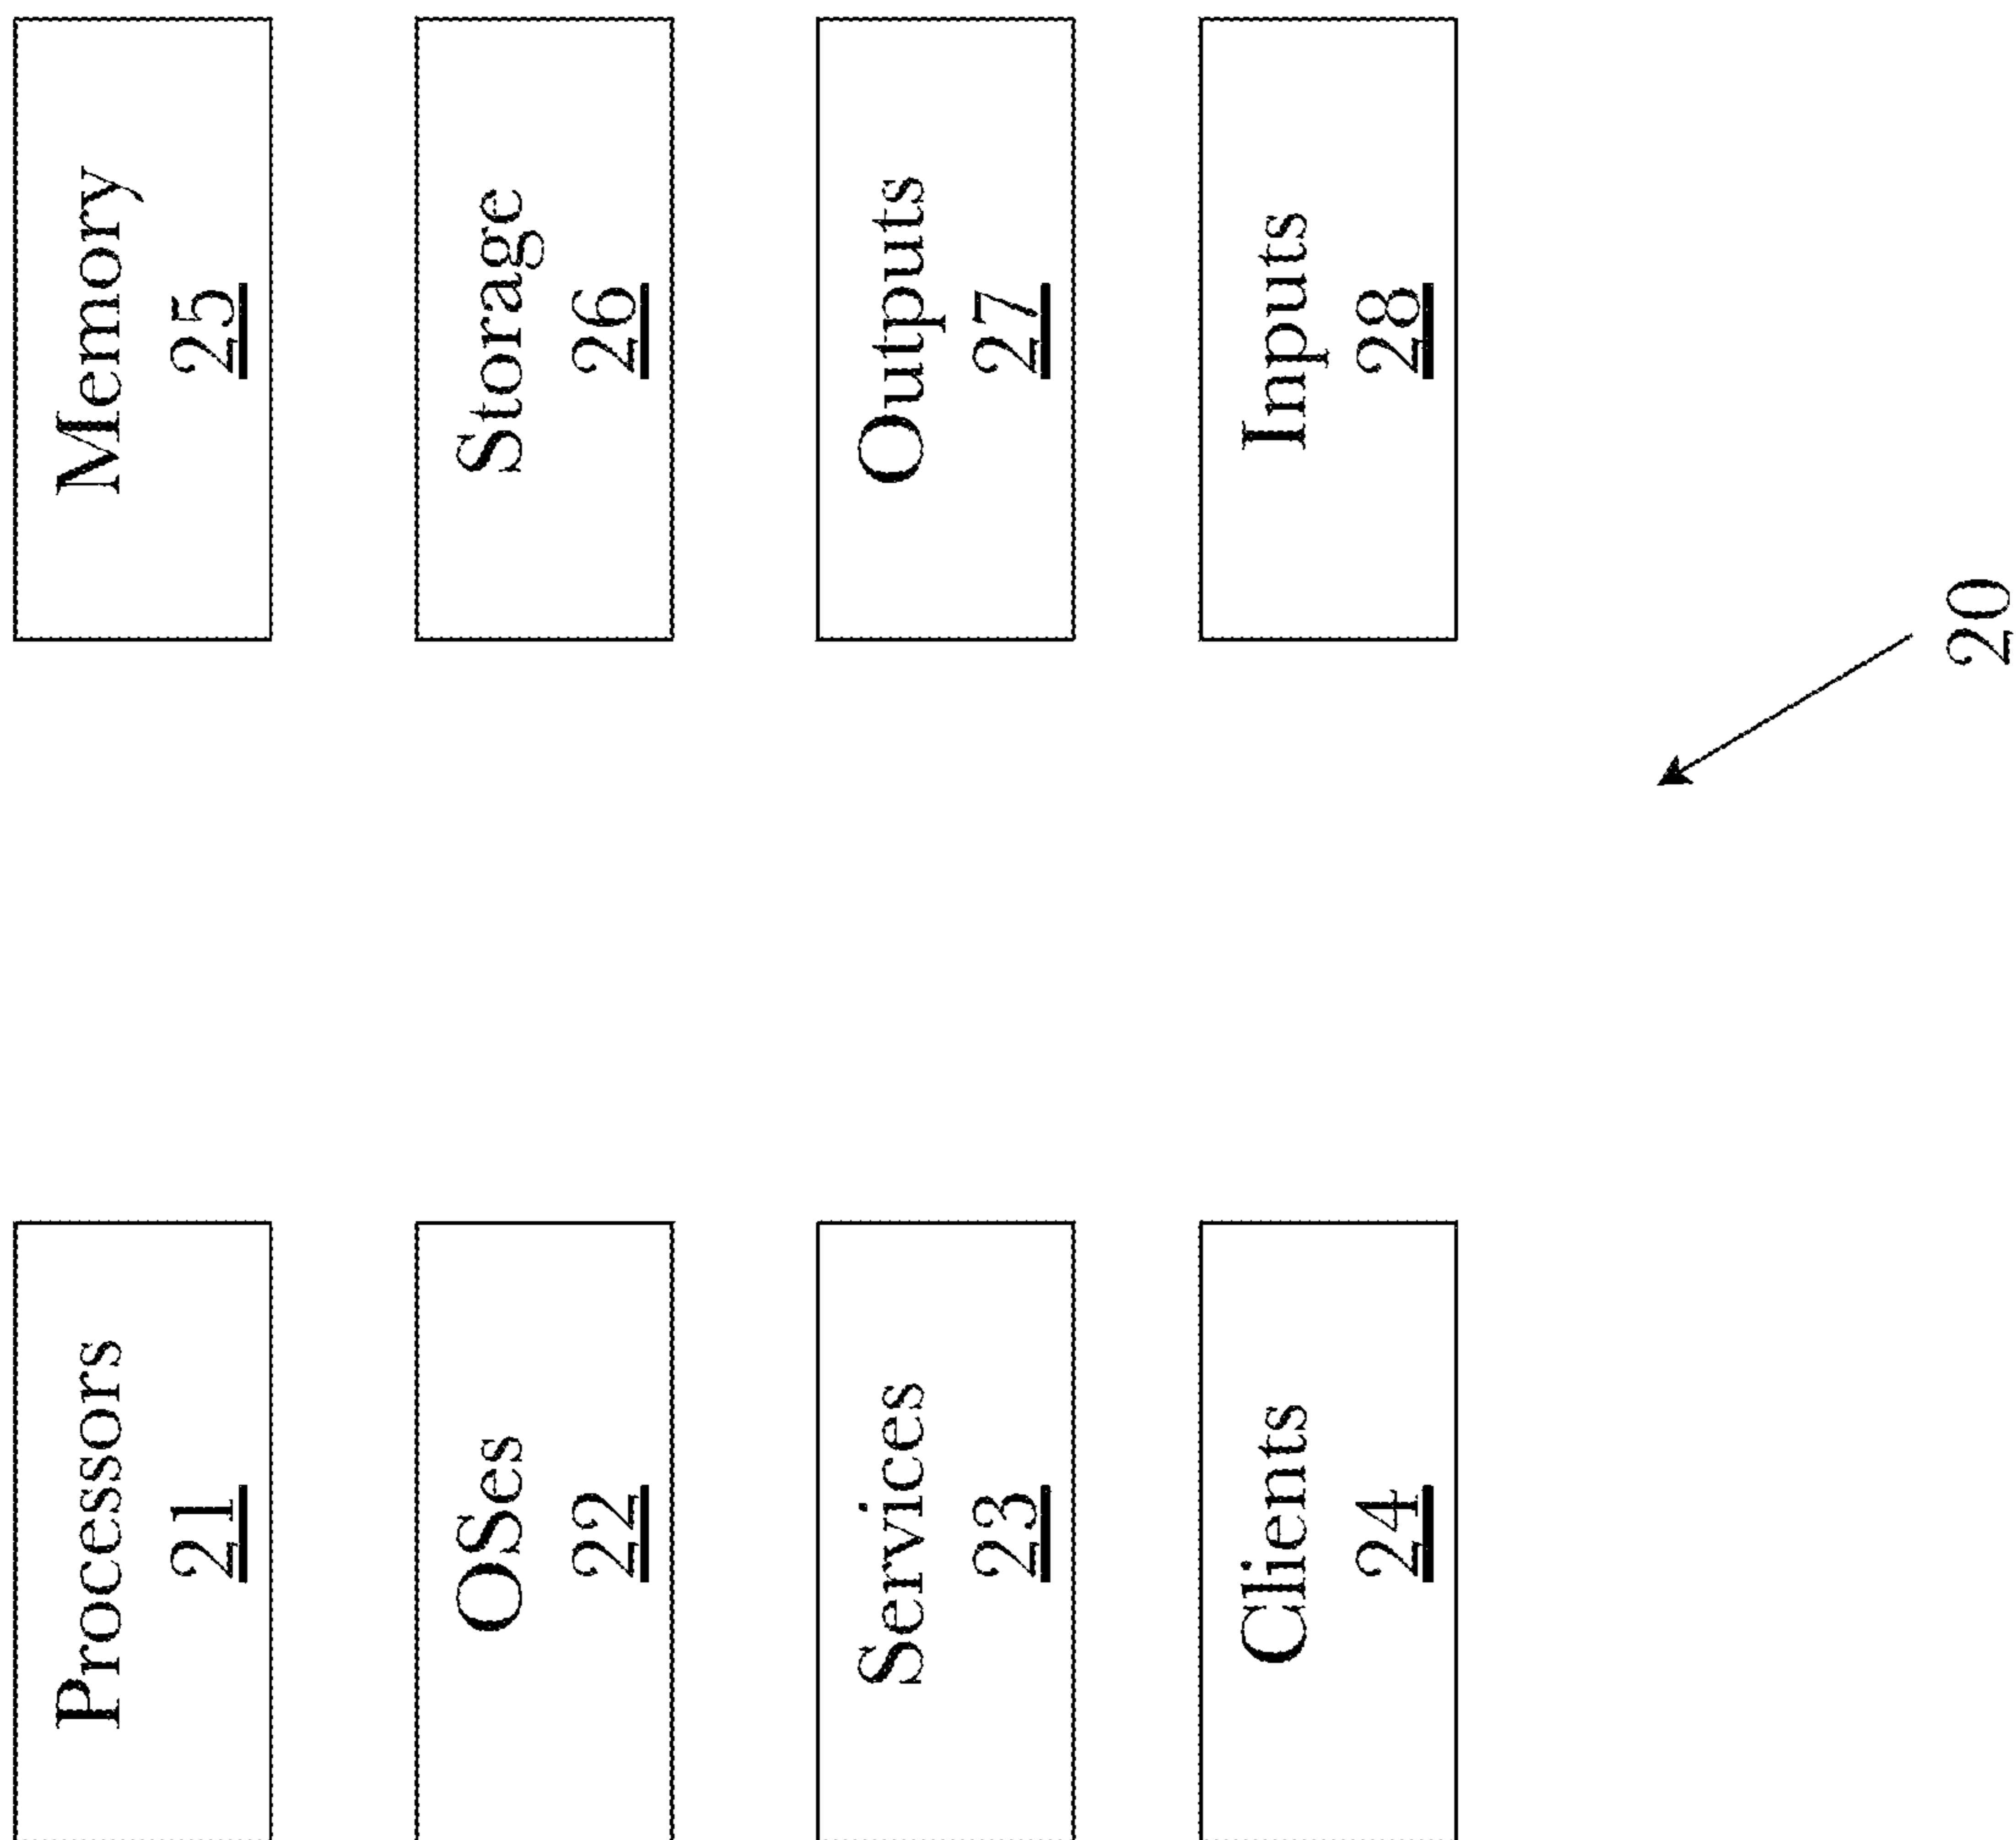 Processors
21
Memory
25
OSes
22
Storage
26
Services
23
Outputs
27
Clients
24
Inputs
28
20